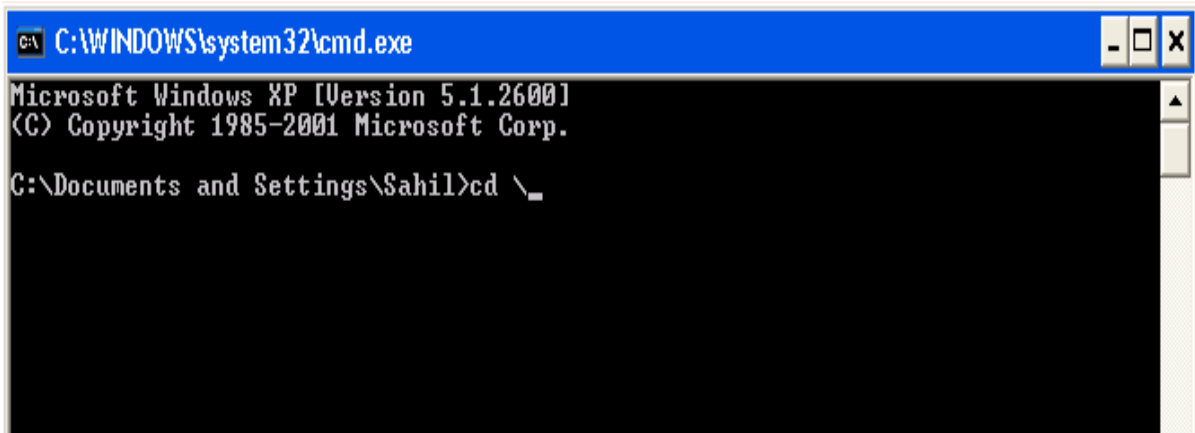 C:\WINDOWS\system32\cmd.exe
Microsoft Windows XP [Version 5.1.2600]
(C) Copyright 1985-2001 Microsoft Corp.
C:\Documents and Settings\Sahil>cd \_